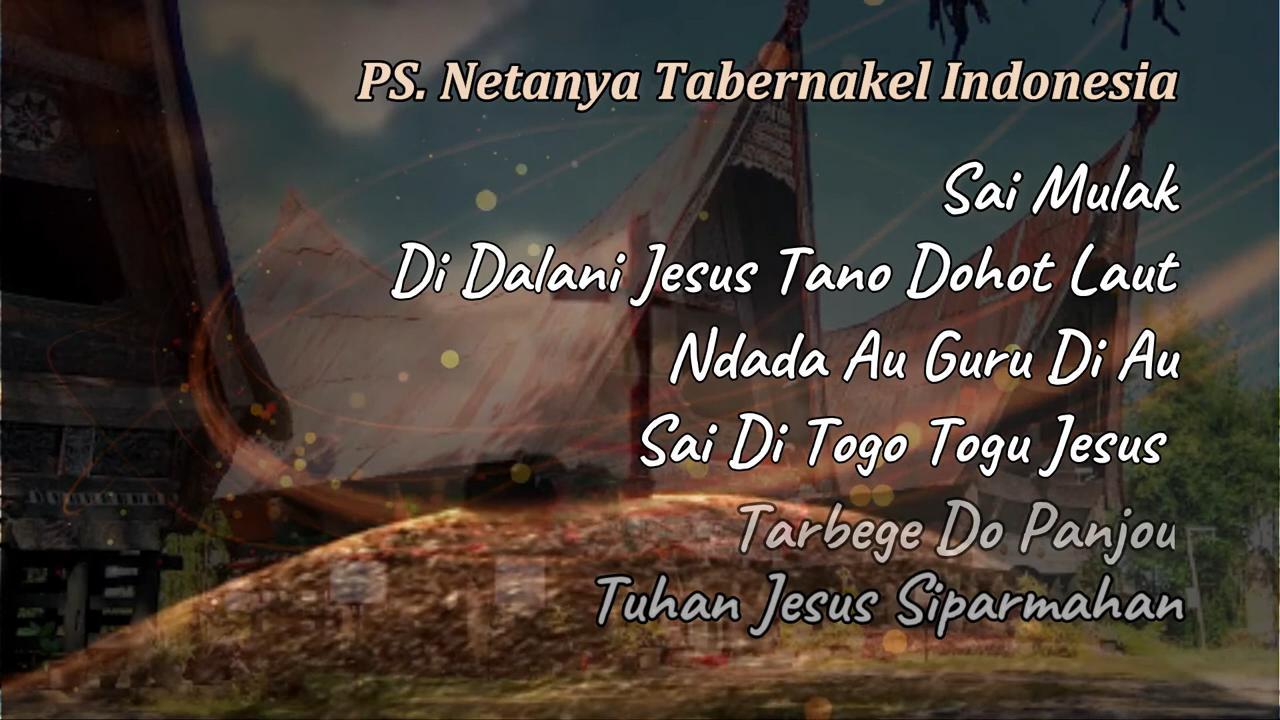 PS. Netanya Tabernakel Indonesia
Sai Mulak
Di Dalani Jesus Tano Dohot Laut
Ndada Au Guru Di Au
Sai Di Togo Togu Jesus
Tarbege Do Panjou
Tuhan Jesus Siparmahan